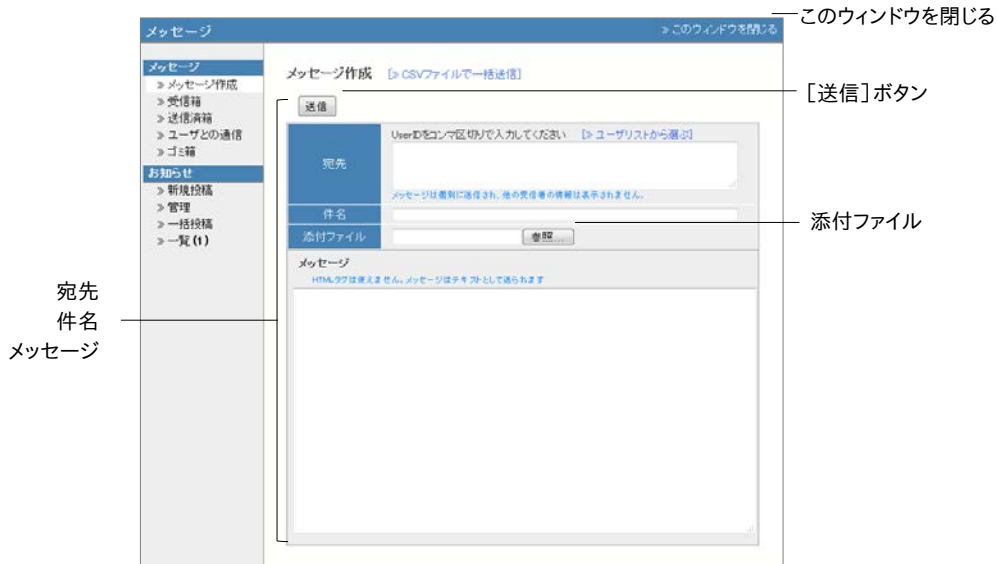 このウィンドウを閉じる
メッセージ
» このウィンドウを閉じる
メッセージ
» メッセージ作成
» 受信箱
» 送信済箱
» ユーザとの通信
» ゴミ箱
お知らせ
» 新規投稿
» 管理
» 一括投稿
» 一覧(1)
メッセージ作成 [» CSVファイルで一括送信]
送信
[送信]ボタン
宛先
UserIDをコンマ区切りで入力してください [» ユーザリストから選ぶ]
メッセージは個別に送信され、他の受信者の情報は表示されません。
件名
添付ファイル
参照...
添付ファイル
メッセージ
HTMLタグは使えません。メッセージはテキストとして送られます
宛先
件名
メッセージ